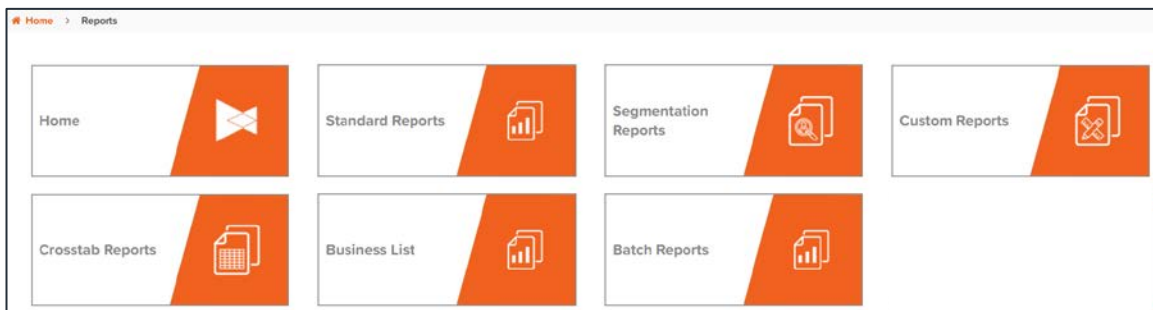 Home > Reports
Home
Standard Reports
Segmentation
Reports
Custom Reports
Crosstab Reports
Business List
Batch Reports